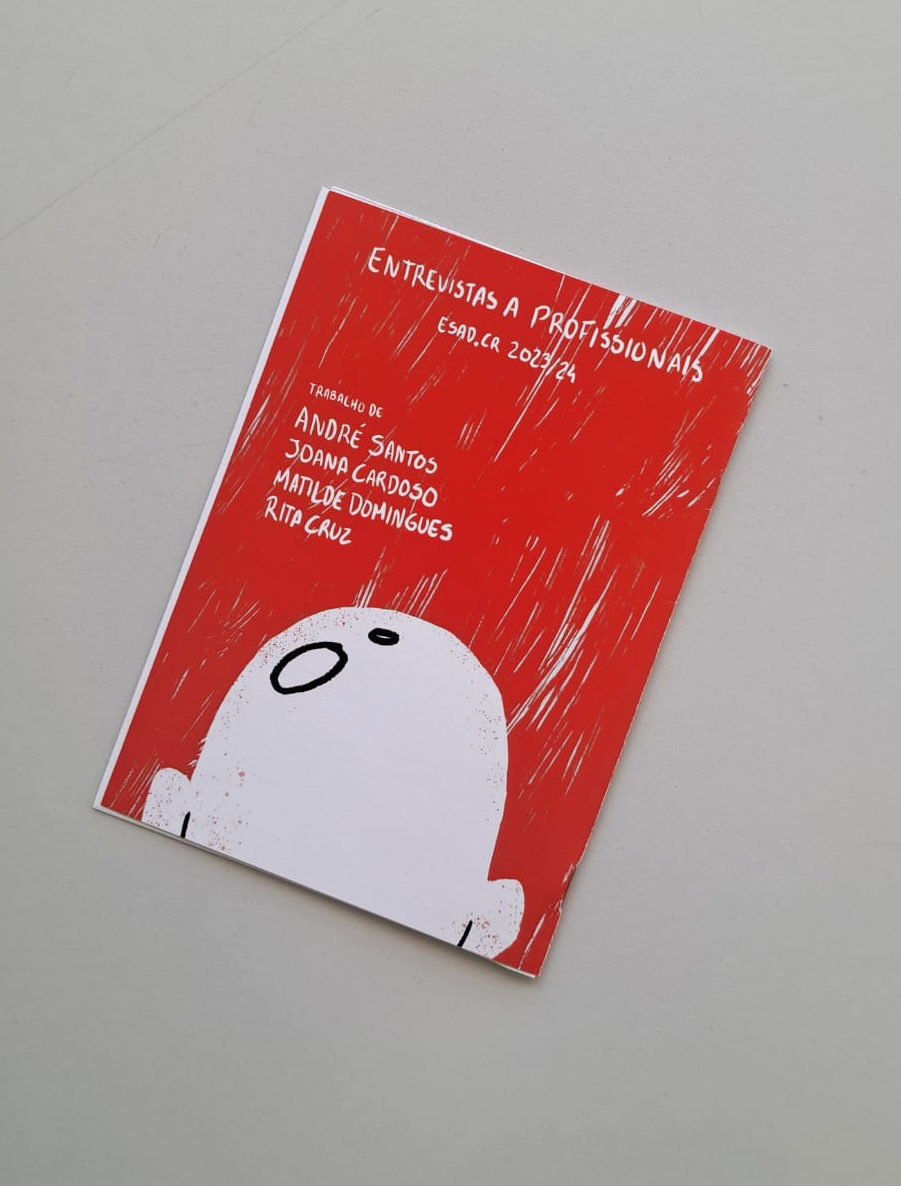 ENTREVISTAS A PROFISSIONAIS
ESAD.CR 2023/24
TRABALHO DE
ANDRÉ SANTOS
JOANA CARDOSO
MATILDE DOMINGUES
RITA CRUZ